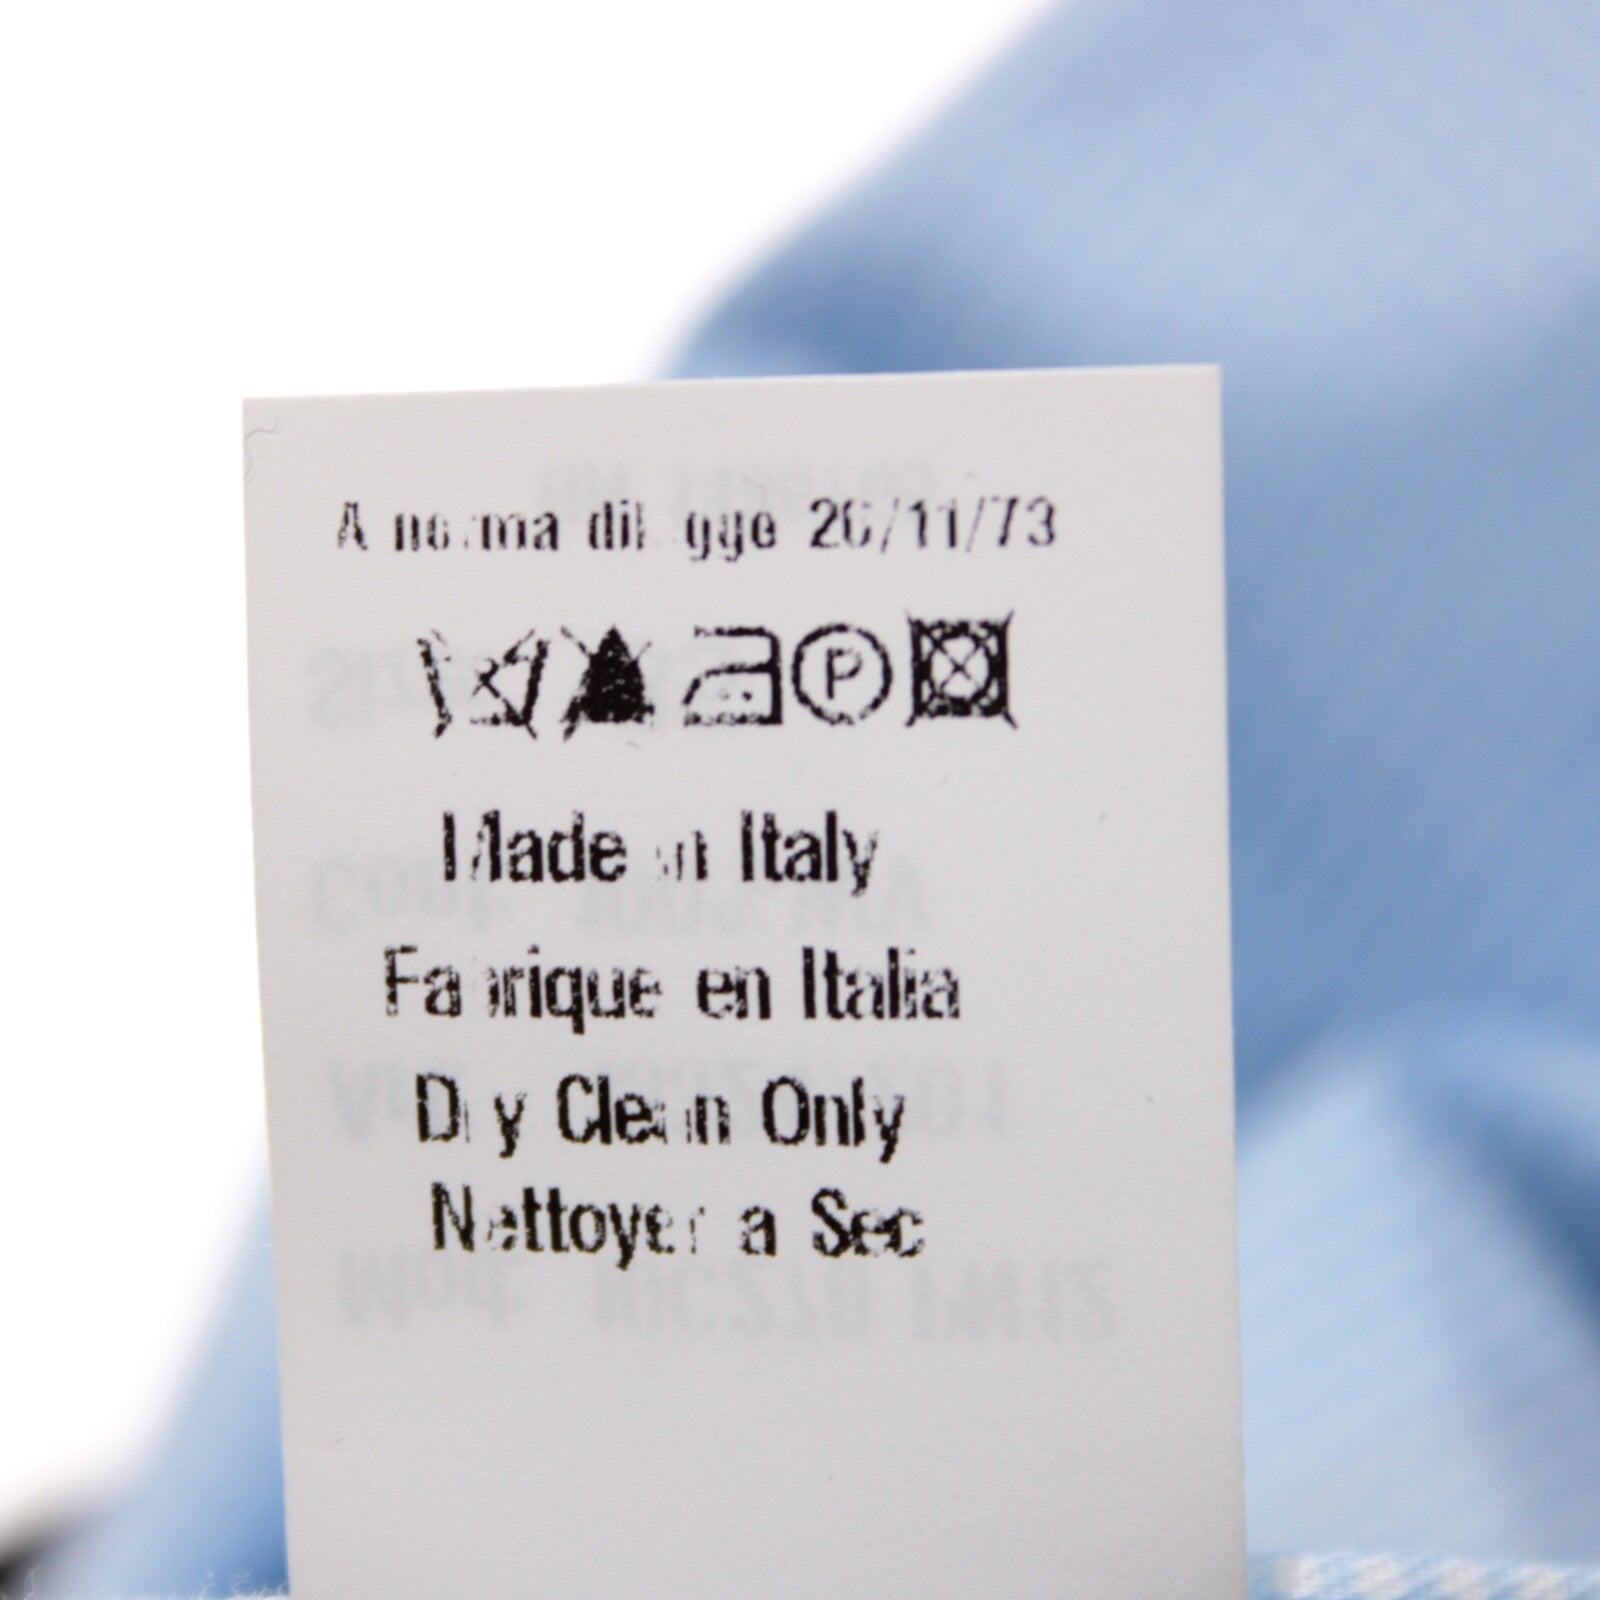 A norma di legge 26/11/73
P
Made in Italy
Fabrique en Italia
Dry Clean Only
Nettoyer a Sec